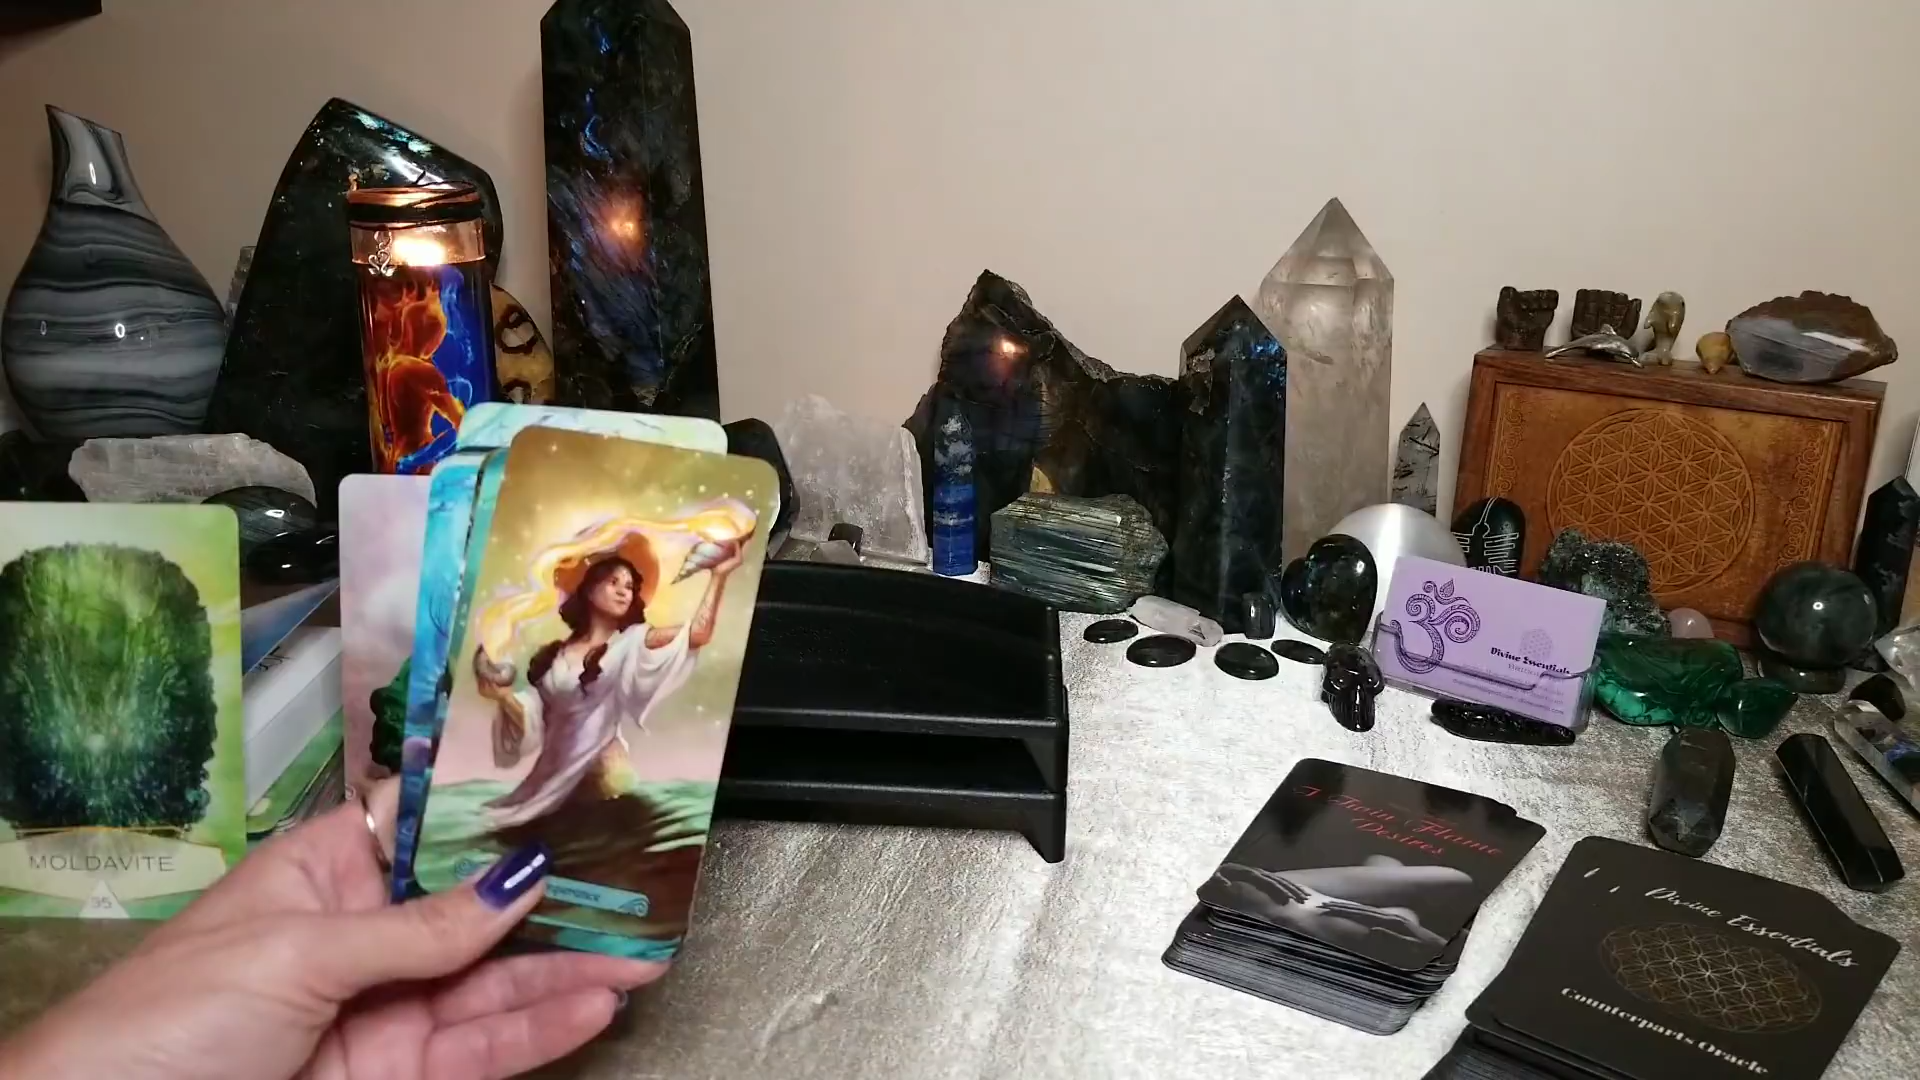 MOLDAVITE
35
Divine Essentials
A Twin Flame
Desires
Divine Essentials
Counterparts Oracle